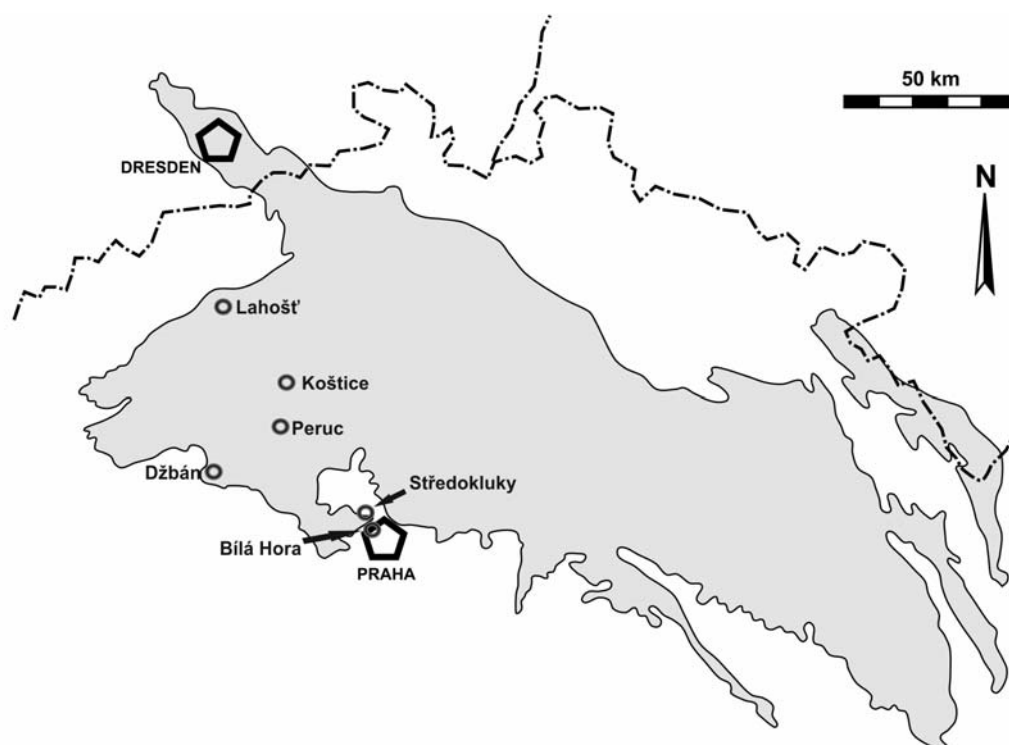 50 km
DRESDEN
N
Lahošť
Koštice
Peruc
Džbán
Středokluky
Bílá Hora
PRAHA